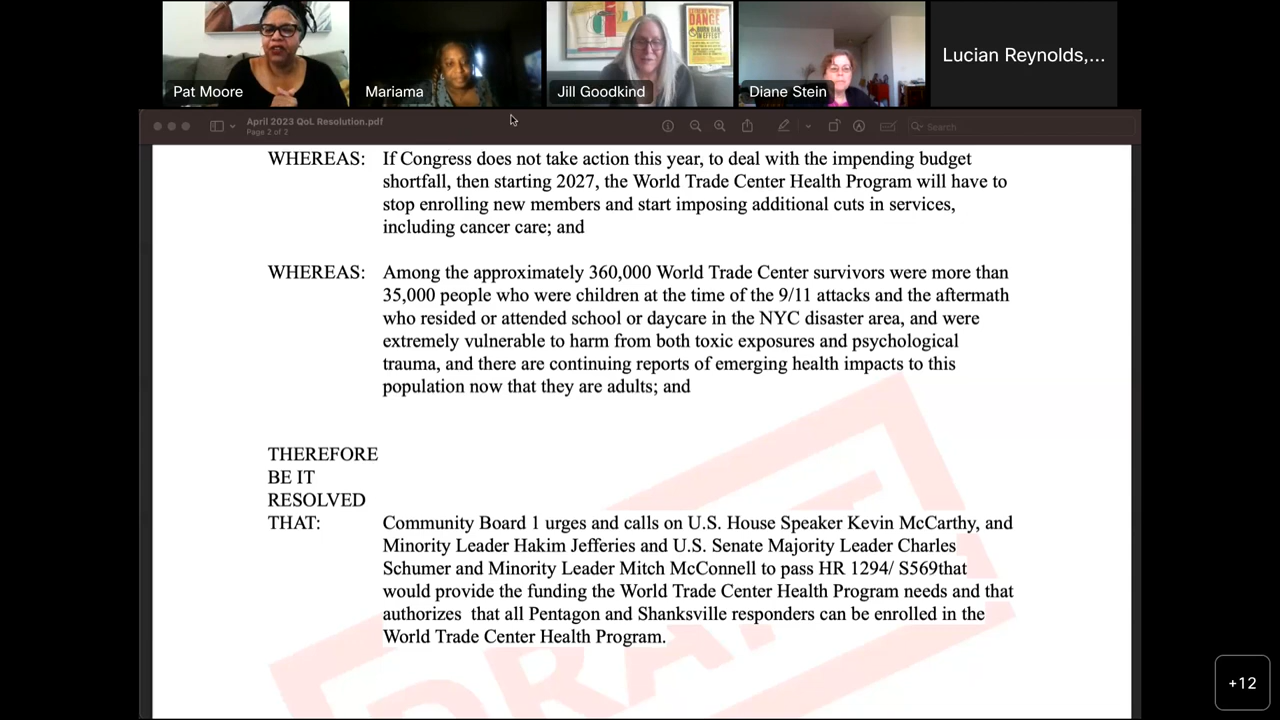 DANGE
BURN BAN
IN EFFECT
Pat Moore
Mariama
Jill Goodkind
Diane Stein
Lucian Reynolds,...
April 2023 QoL Resolution.pdf
Page 2 of 2
Search
WHEREAS: If Congress does not take action this year, to deal with the impending budget
shortfall, then starting 2027, the World Trade Center Health Program will have to
stop enrolling new members and start imposing additional cuts in services,
including cancer care; and
WHEREAS: Among the approximately 360,000 World Trade Center survivors were more than
35,000 people who were children at the time of the 9/11 attacks and the aftermath
who resided or attended school or daycare in the NYC disaster area, and were
extremely vulnerable to harm from both toxic exposures and psychological
trauma, and there are continuing reports of emerging health impacts to this
population now that they are adults; and
THEREFORE
BE IT
RESOLVED
THAT: Community Board 1 urges and calls on U.S. House Speaker Kevin McCarthy, and
Minority Leader Hakim Jefferies and U.S. Senate Majority Leader Charles
Schumer and Minority Leader Mitch McConnell to pass HR 1294/ S569that
would provide the funding the World Trade Center Health Program needs and that
authorizes that all Pentagon and Shanksville responders can be enrolled in the
World Trade Center Health Program.
DRAFT
+12